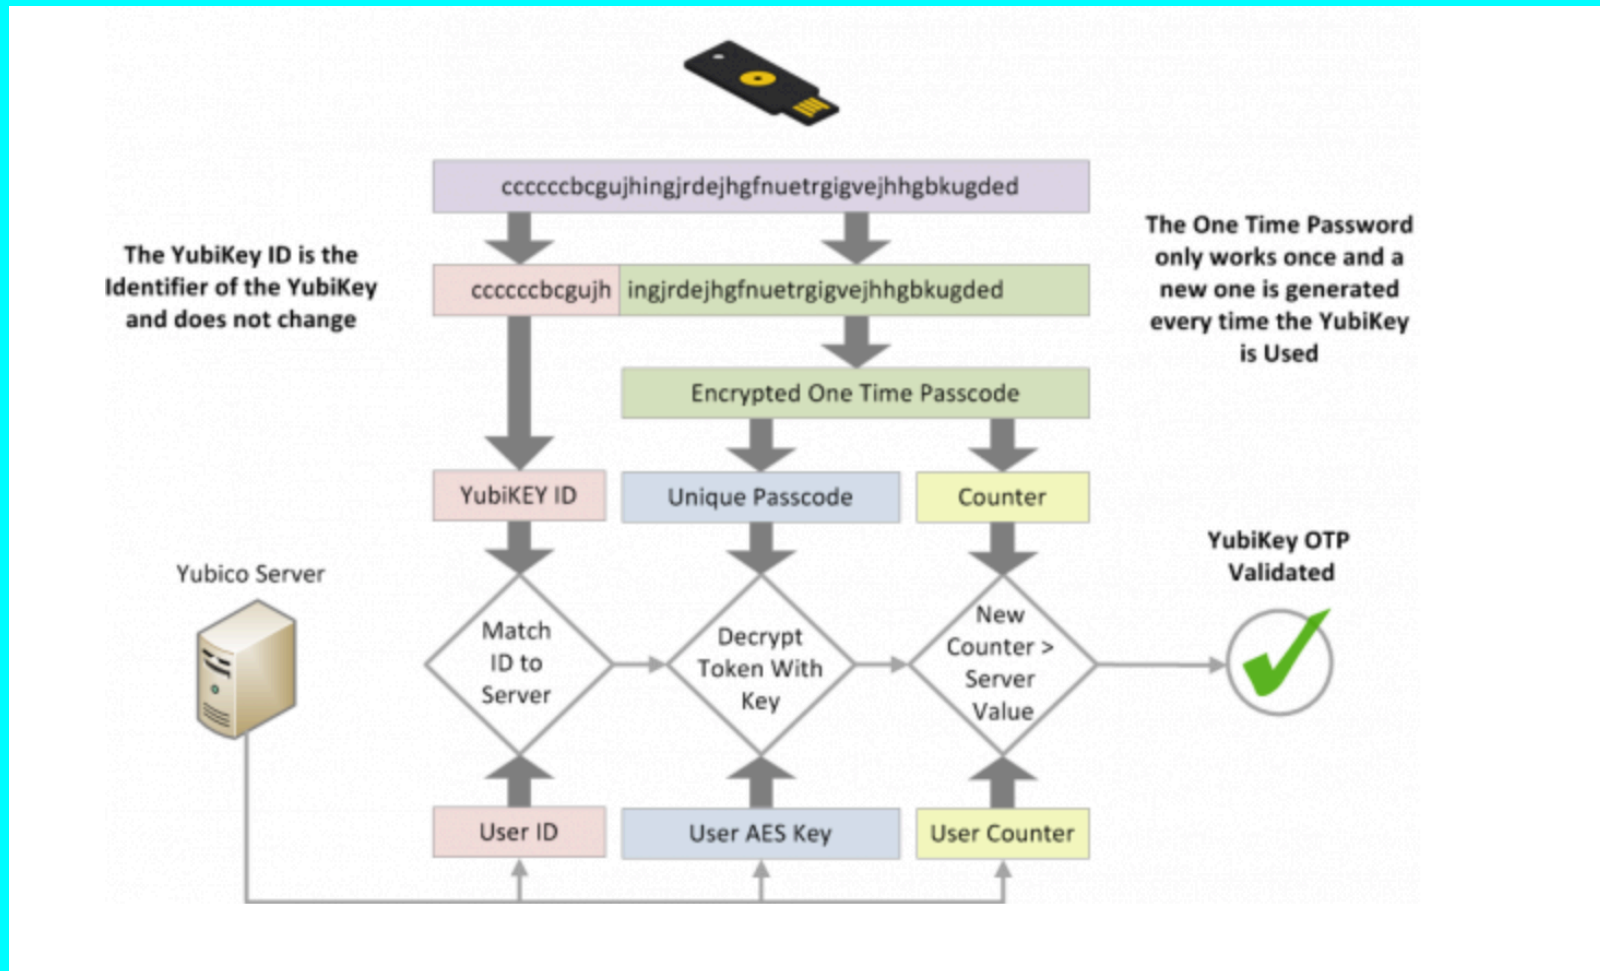 ccccccbcgujhingjrdejhgfnuetrgigvejhhgbkugded
The YubiKey ID is the
Identifier of the YubiKey
and does not change
The One Time Password
only works once and a
new one is generated
every time the YubiKey
is Used
ccccccbcgujh
ingjrdejhgfnuetrgigvejhhgbkugded
Encrypted One Time Passcode
YubiKEY ID
Unique Passcode
Counter
Yubico Server
Match
ID to
Server
Decrypt
Token With
Key
New
Counter >
Server
Value
YubiKey OTP
Validated
User ID
User AES Key
User Counter